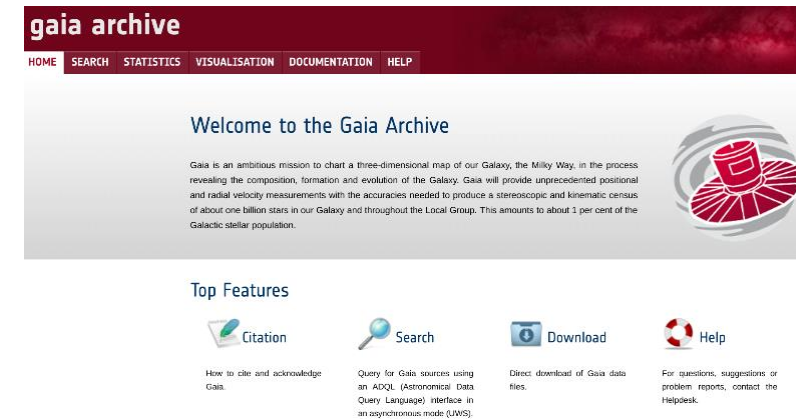 gaia archive
HOME SEARCH STATISTICS VISUALISATION DOCUMENTATION HELP
Welcome to the Gaia Archive
Gaia is an ambitious mission to chart a three-dimensional map of our Galaxy, the Milky Way, in the process
revealing the composition, formation and evolution of the Galaxy. Gaia will provide unprecedented positional
and radial velocity measurements with the accuracies needed to produce a stereoscopic and kinematic census
of about one billion stars in our Galaxy and throughout the Local Group. This amounts to about 1 per cent of the
Galactic stellar population.
Top Features
Citation
How to cite and acknowledge
Gaia.
Search
Query for Gaia sources using
an ADQL (Astronomical Data
Query Language) interface in
an asynchronous mode (UWS).
Download
Direct download of Gaia data
files.
Help
For questions, suggestions or
problem reports, contact the
Helpdesk.